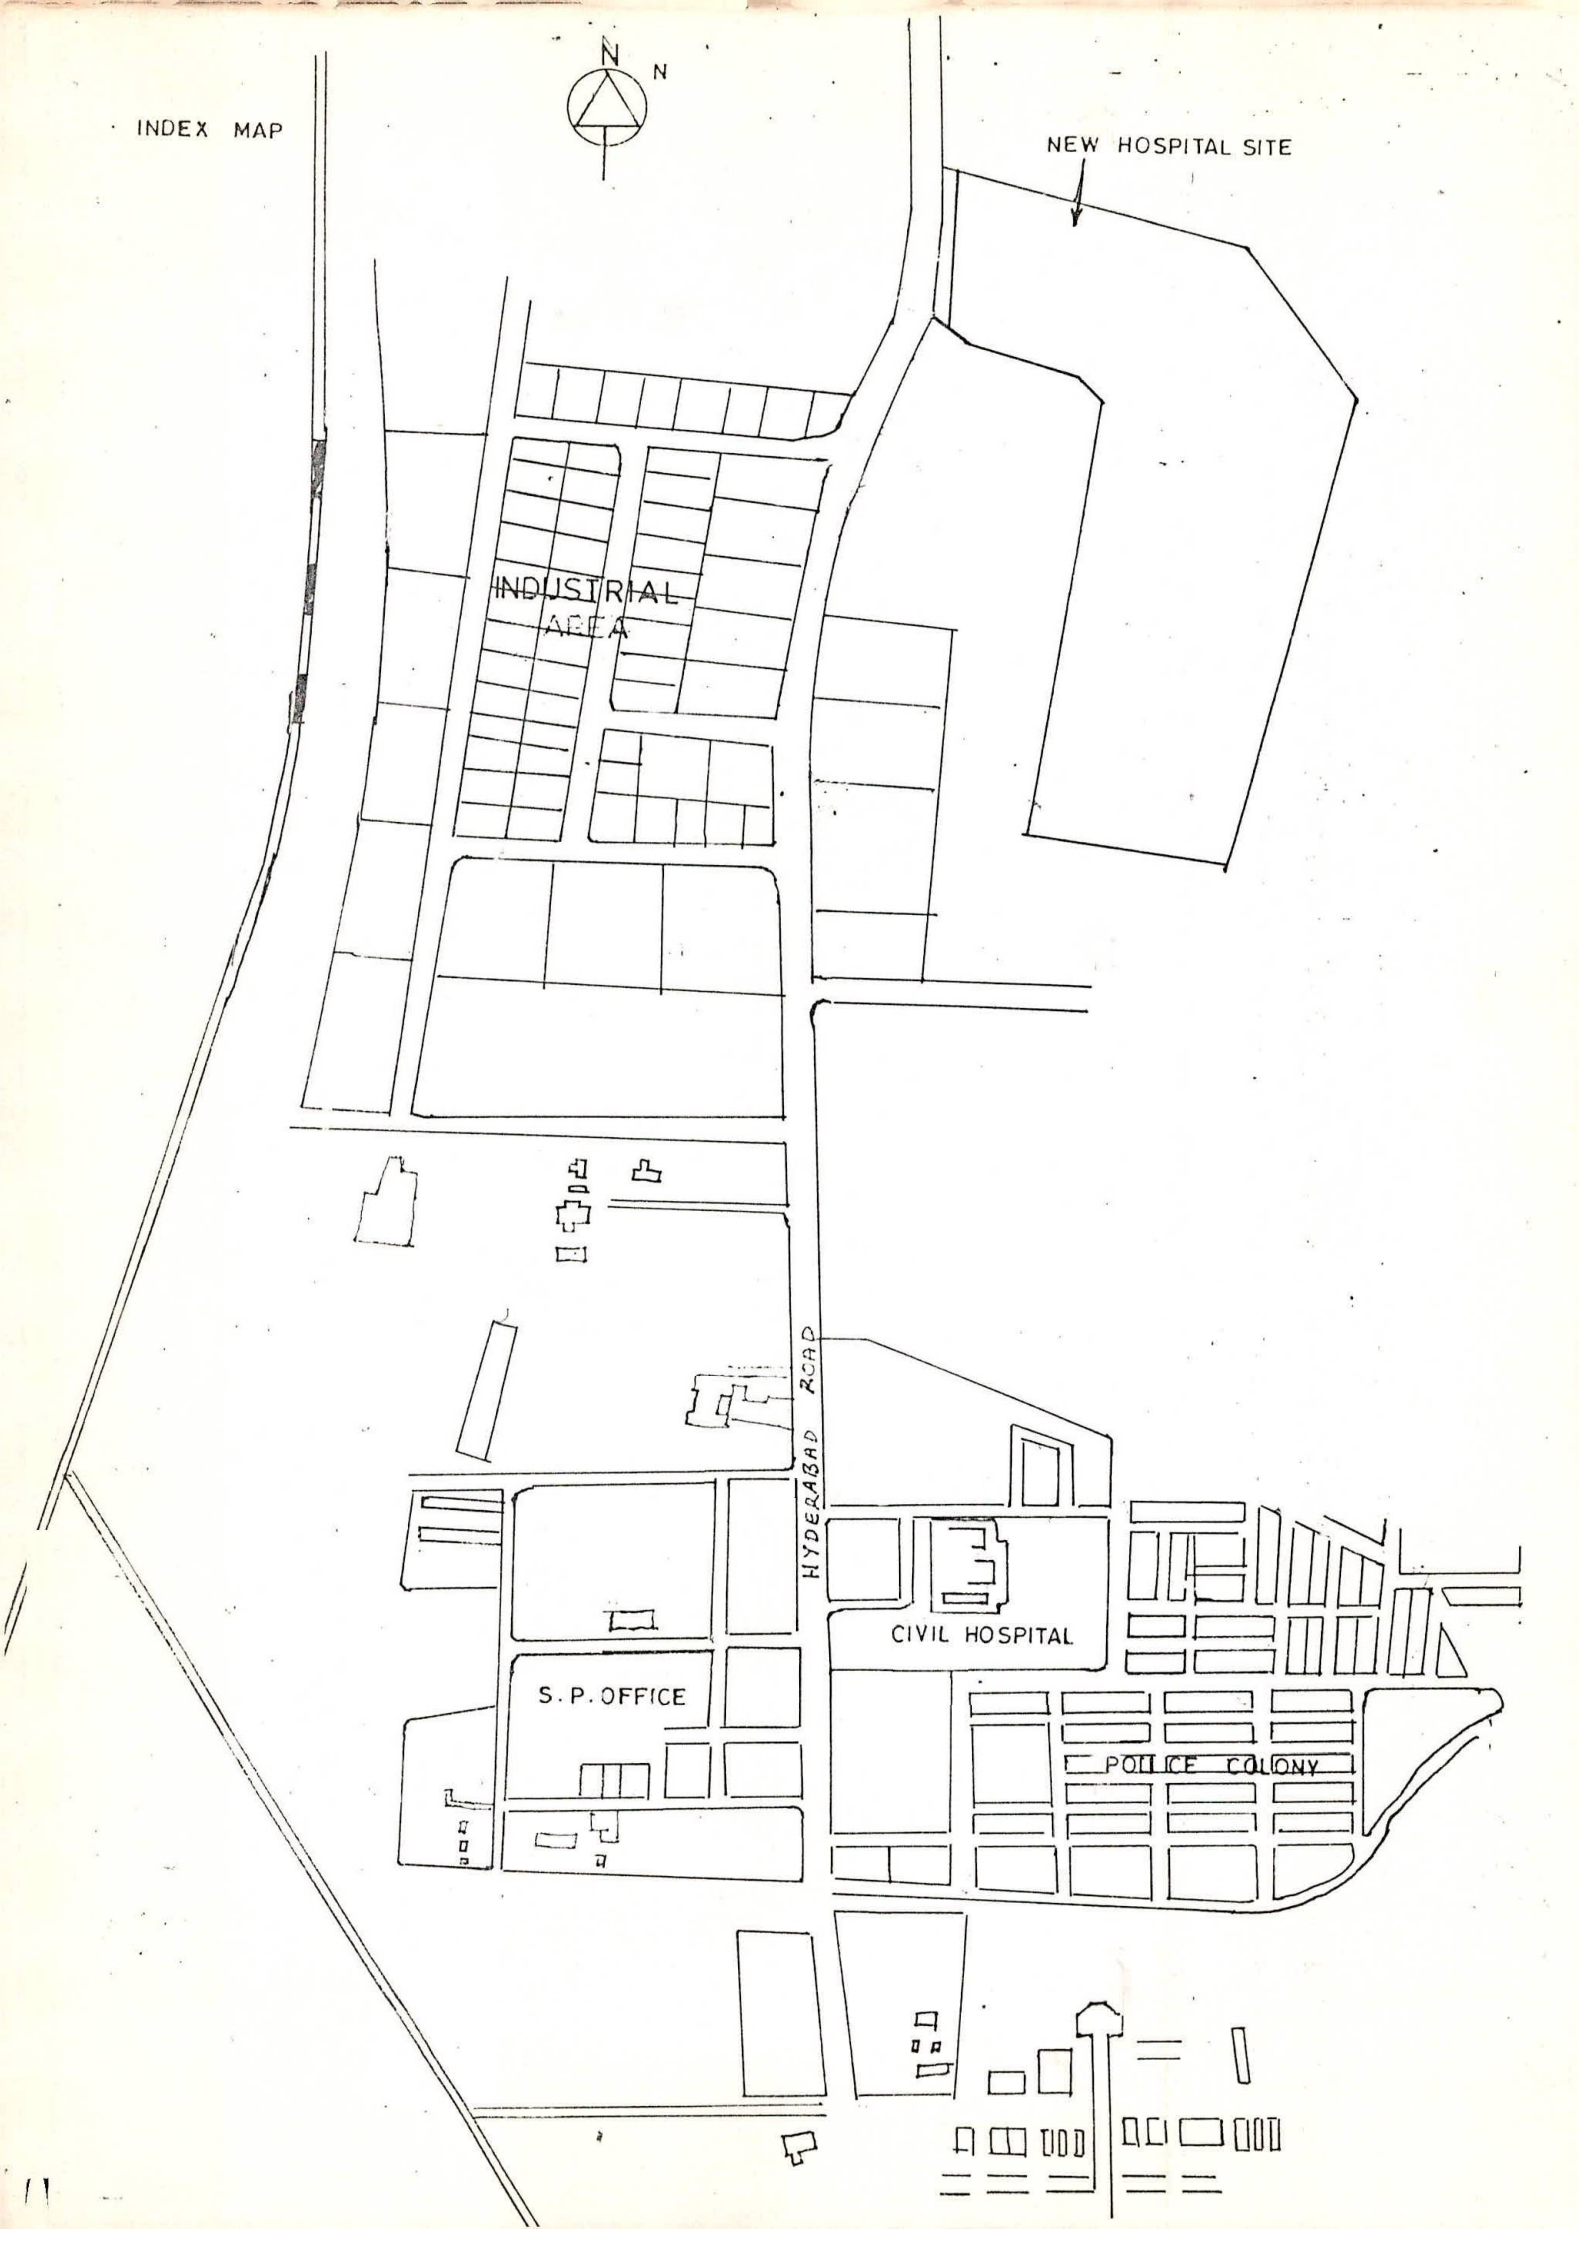 N
N
INDEX MAP
NEW HOSPITAL SITE
INDUSTRIAL
AREA
HYDERABAD ROAD
CIVIL HOSPITAL
S. P. OFFICE
POLICE COLONY